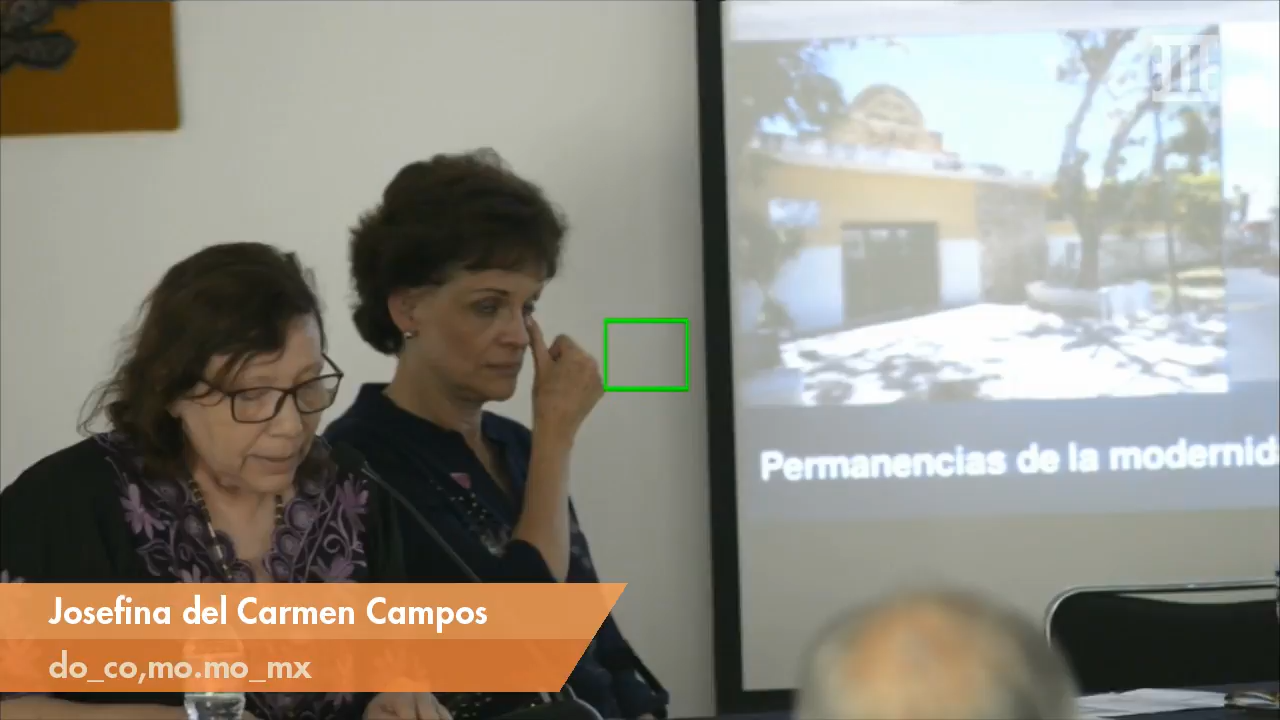 Permanencias de la modernid
Josefina del Carmen Campos
do_co,mo.mo_mx